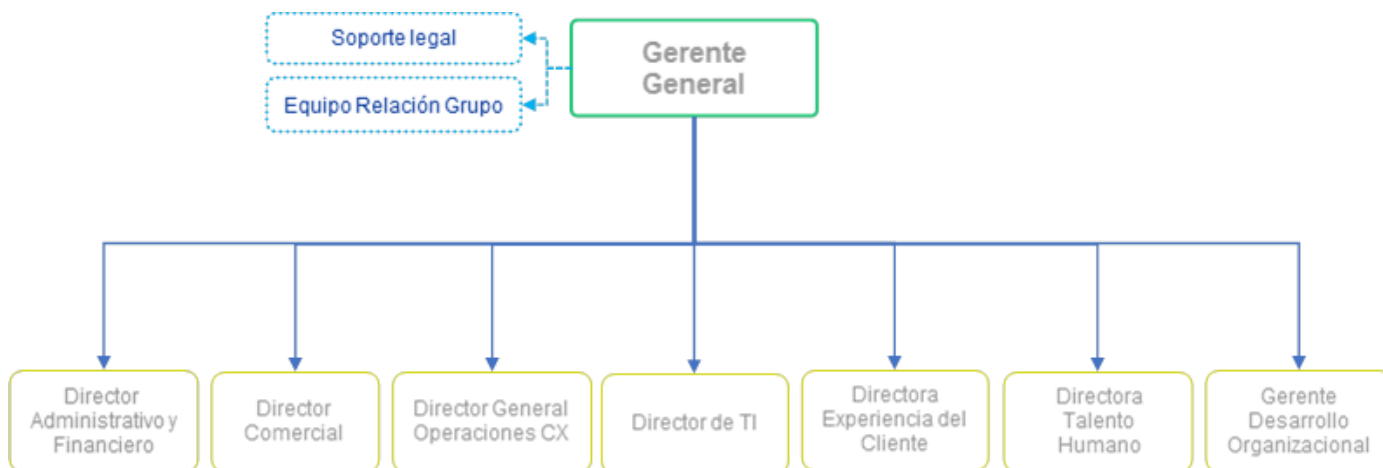 Soporte legal
Equipo Relación Grupo
Gerente
General
Director
Administrativo y
Financiero
Director
Comercial
Director General
Operaciones CX
Director de TI
Directora
Experiencia del
Cliente
Directora
Talento
Humano
Gerente
Desarrollo
Organizacional